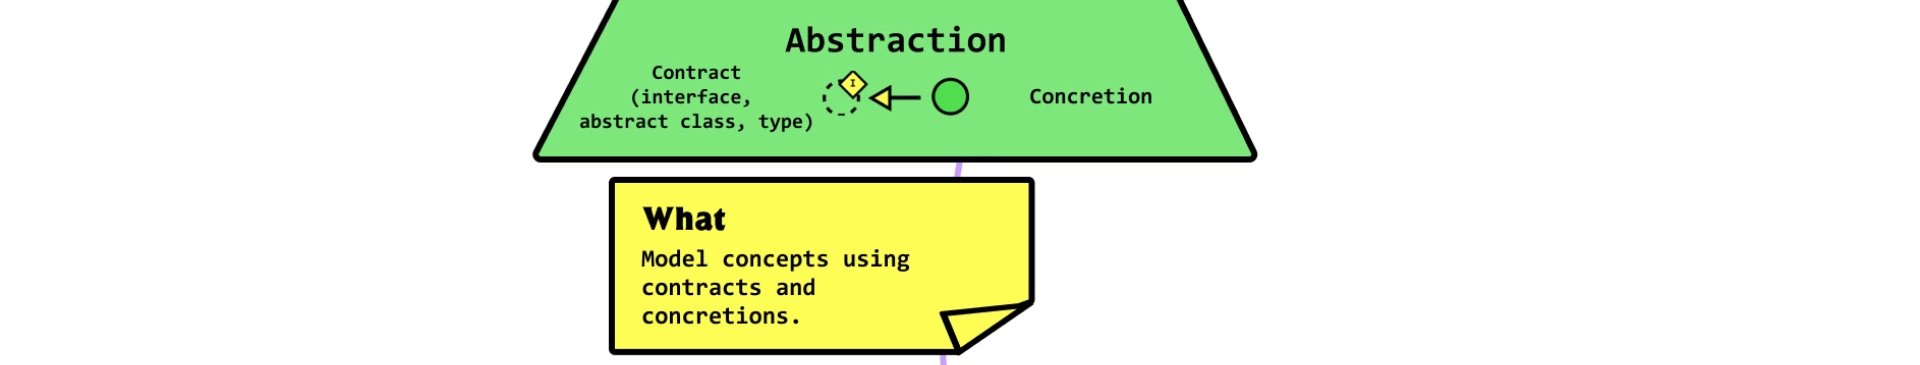 Abstraction
Contract
(interface,
abstract class, type)
I
Concretion
What
Model concepts using
contracts and
concretions.